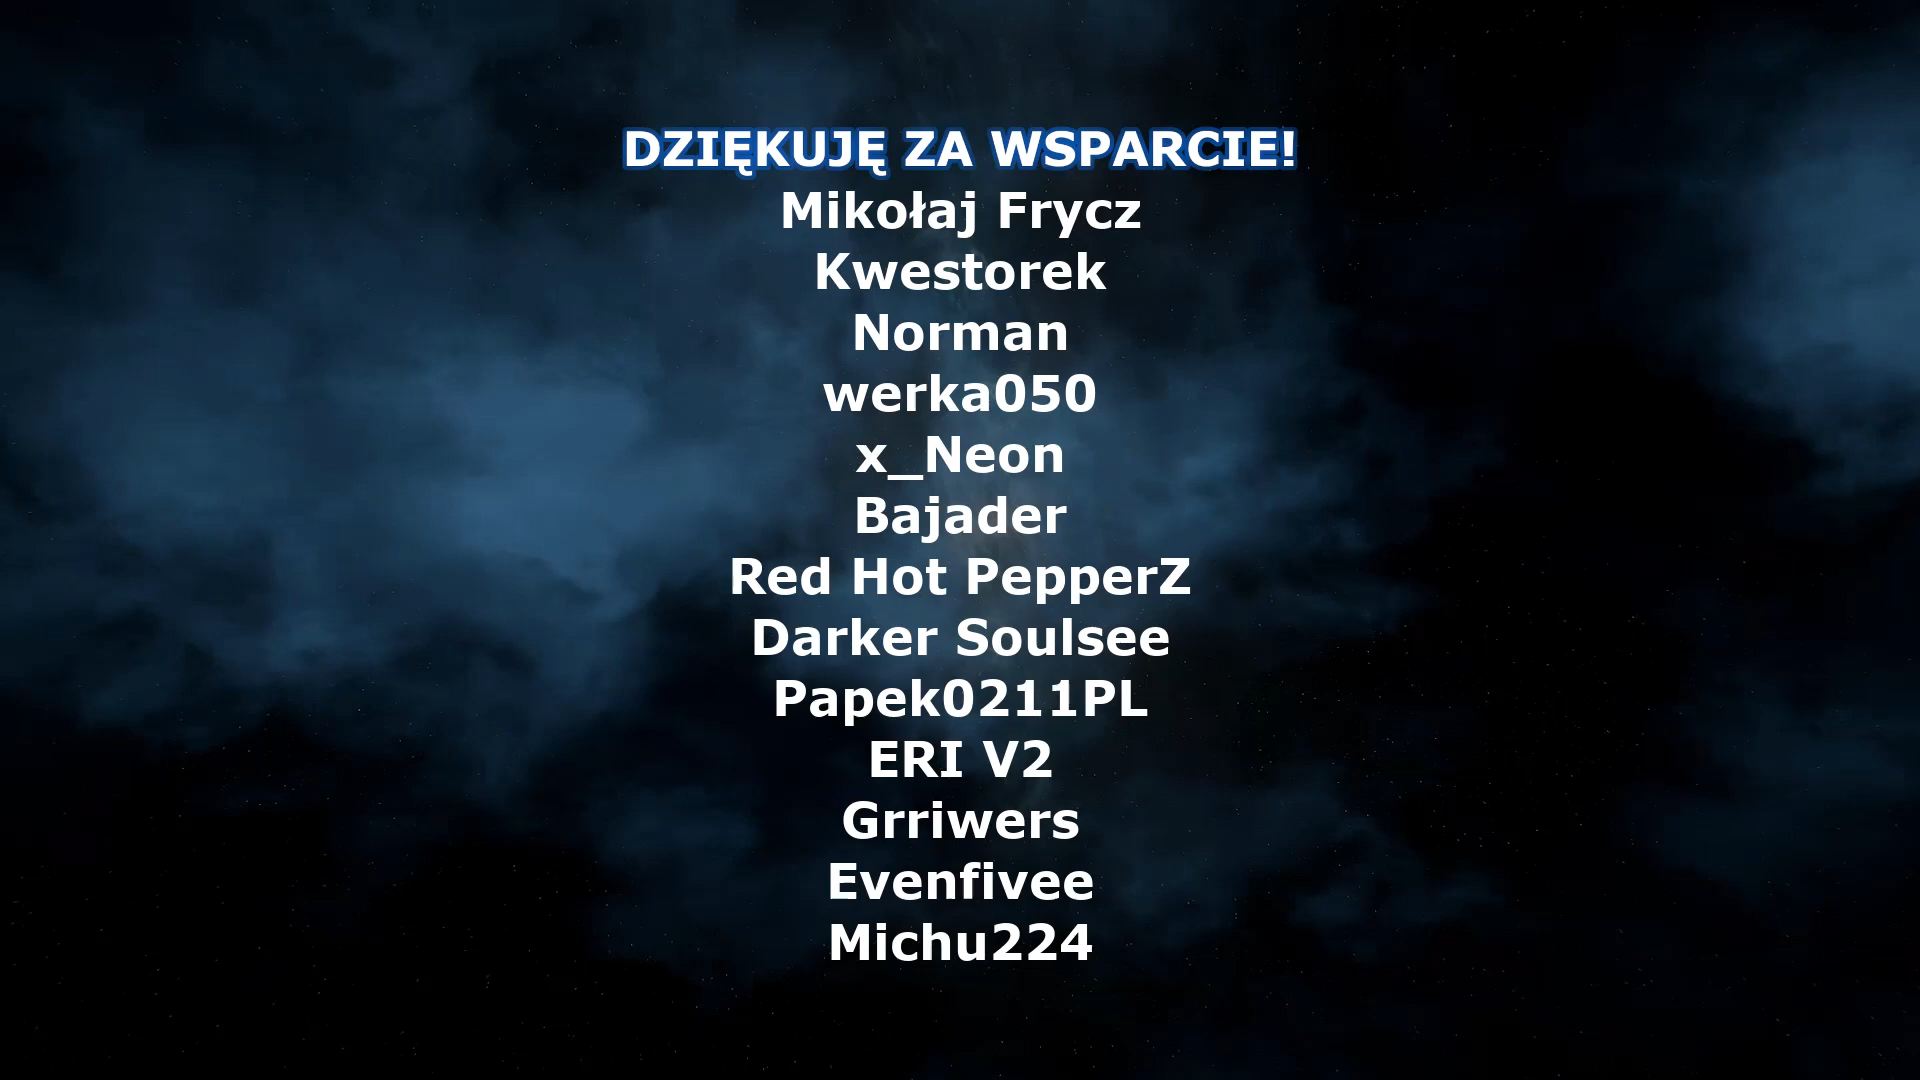 DZIĘKUJĘ ZA WSPARCIE!
Mikołaj Frycz
Kwestorek
Norman
werka050
x_Neon
Bajader
Red Hot PepperZ
Darker Soulsee
Papek0211PL
ERI V2
Grriwers
Evenfivee
Michu224